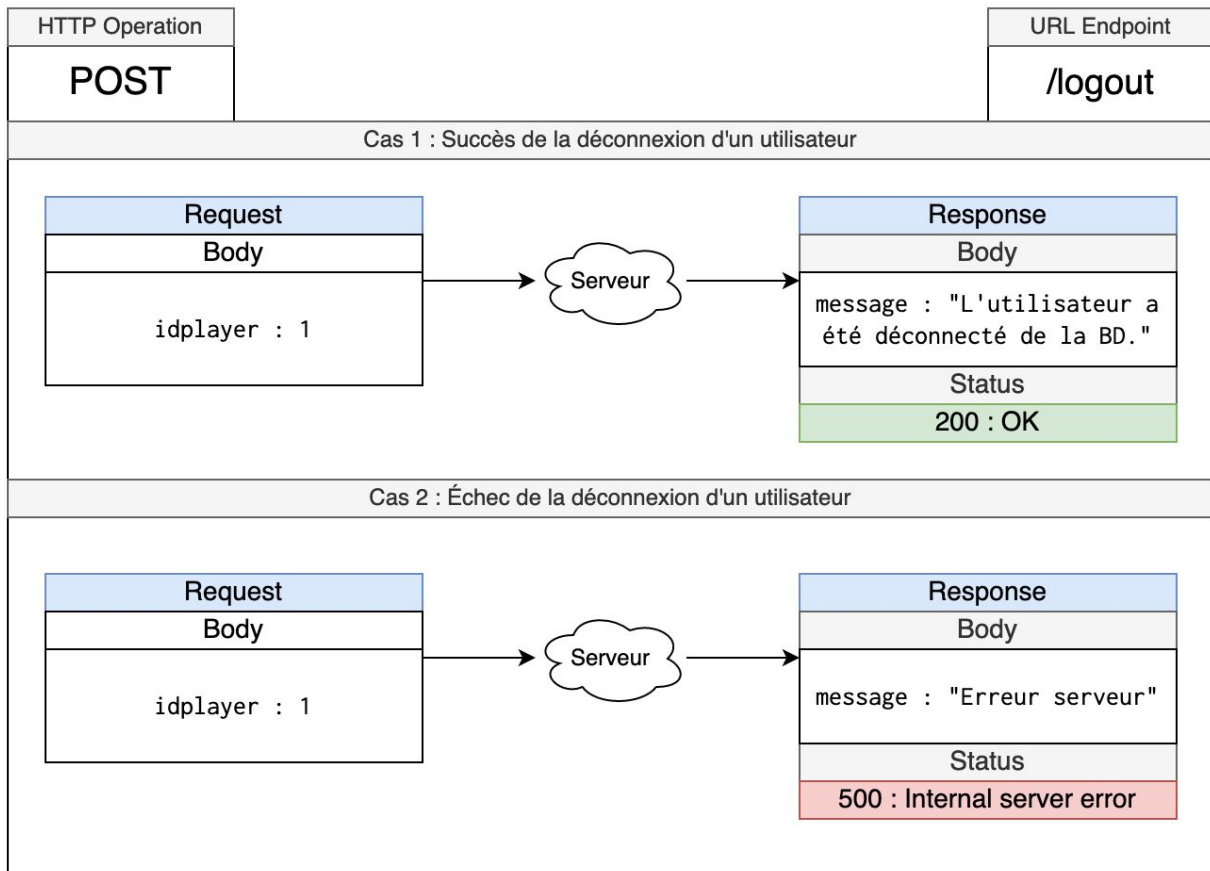 HTTP Operation
URL Endpoint
POST
/logout
Cas 1 : Succès de la déconnexion d'un utilisateur
Request
Body
idplayer : 1
Serveur
Response
Body
message : "L'utilisateur a
été déconnecté de la BD."
Status
200 : OK
Cas 2 : Échec de la déconnexion d'un utilisateur
Request
Body
idplayer : 1
Serveur
Response
Body
message : "Erreur serveur"
Status
500 : Internal server error